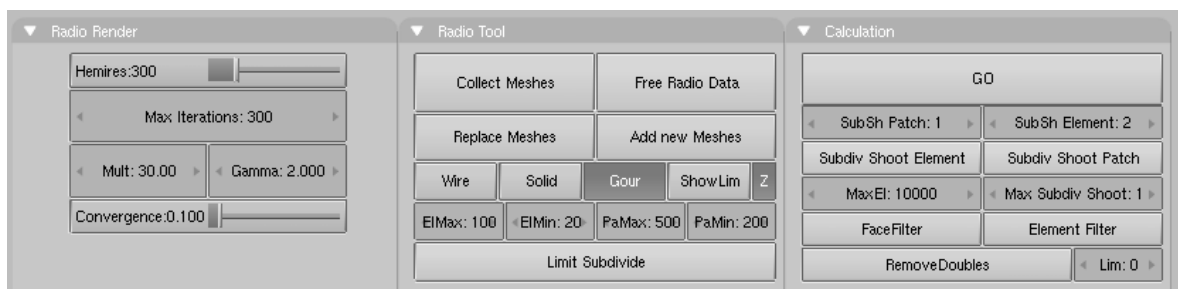 Radio Render
Hemires:300
Max Iterations: 300
Mult: 30.00
Gamma: 2.000
Convergence:0.100
Radio Tool
Collect Meshes
Free Radio Data
Replace Meshes
Add new Meshes
Wire
Solid
Gour
ShowLim
Z
ElMax: 100
ElMin: 20
PaMax: 500
PaMin: 200
Limit Subdivide
Calculation
GO
SubSh Patch: 1
SubSh Element: 2
Subdiv Shoot Element
Subdiv Shoot Patch
MaxEl: 10000
Max Subdiv Shoot: 1
FaceFilter
Element Filter
RemoveDoubles
Lim: 0